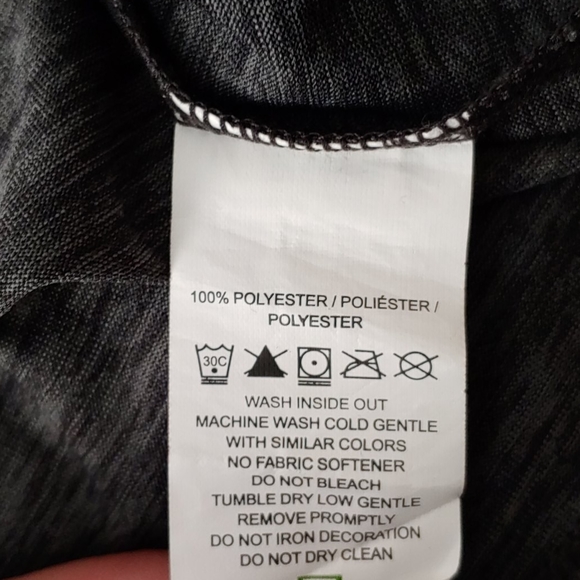 100% POLYESTER / POLIÉSTER /
POLYESTER
30C
WASH INSIDE OUT
MACHINE WASH COLD GENTLE
WITH SIMILAR COLORS
NO FABRIC SOFTENER
DO NOT BLEACH
TUMBLE DRY LOW GENTLE
REMOVE PROMPTLY
DO NOT IRON DECORATION
DO NOT DRY CLEAN